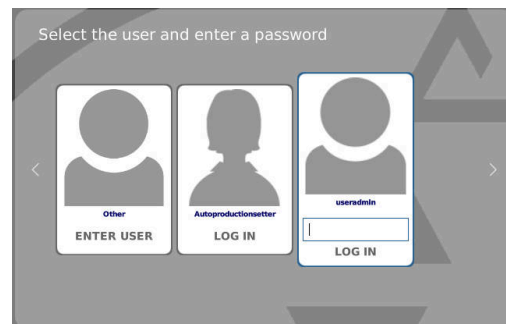 Select the user and enter a password
Other
ENTER USER
Autoproductionsetter
LOG IN
useradmin
LOG IN